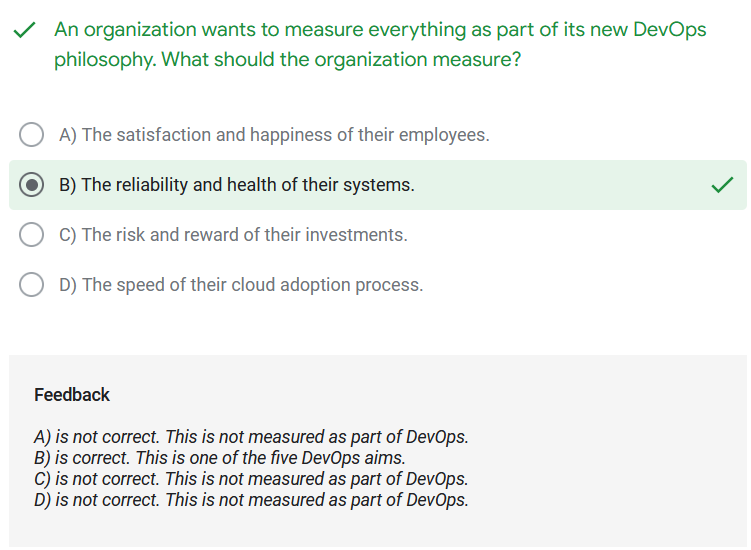 An organization wants to measure everything as part of its new DevOps
philosophy. What should the organization measure?
A) The satisfaction and happiness of their employees.
B) The reliability and health of their systems.
C) The risk and reward of their investments.
D) The speed of their cloud adoption process.
Feedback
A) is not correct. This is not measured as part of DevOps.
B) is correct. This is one of the five DevOps aims.
C) is not correct. This is not measured as part of DevOps.
D) is not correct. This is not measured as part of DevOps.